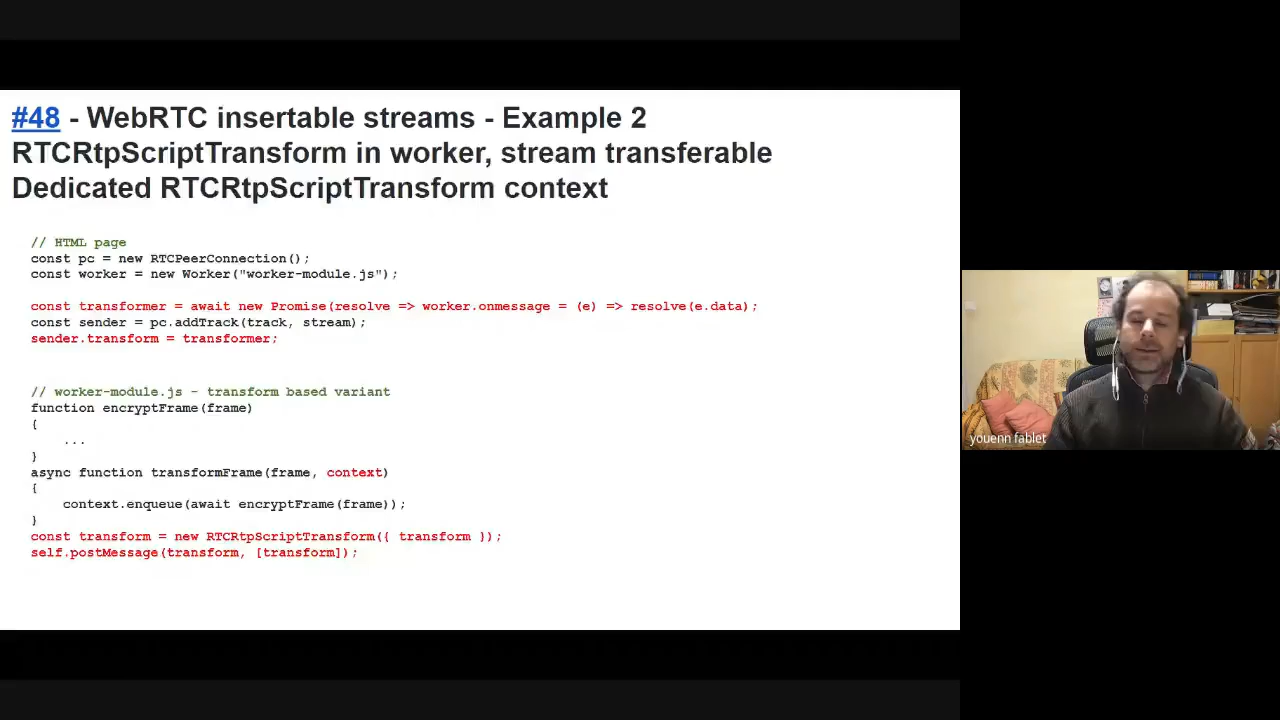 #48 - WebRTC insertable streams - Example 2
RTCRtpScriptTransform in worker, stream transferable
Dedicated RTCRtpScriptTransform context
// HTML page
const pc = new RTCPeerConnection();
const worker = new Worker("worker-module.js");
const transformer = await new Promise(resolve => worker.onmessage = (e) => resolve(e.data);
const sender = pc.addTrack(track, stream);
sender.transform = transformer;
// worker-module.js - transform based variant
function encryptFrame(frame)
{
...
}
async function transformFrame(frame, context)
{
context.enqueue(await encryptFrame(frame));
}
const transform = new RTCRtpScriptTransform({ transform });
self.postMessage(transform, [transform]);
youenn fablet